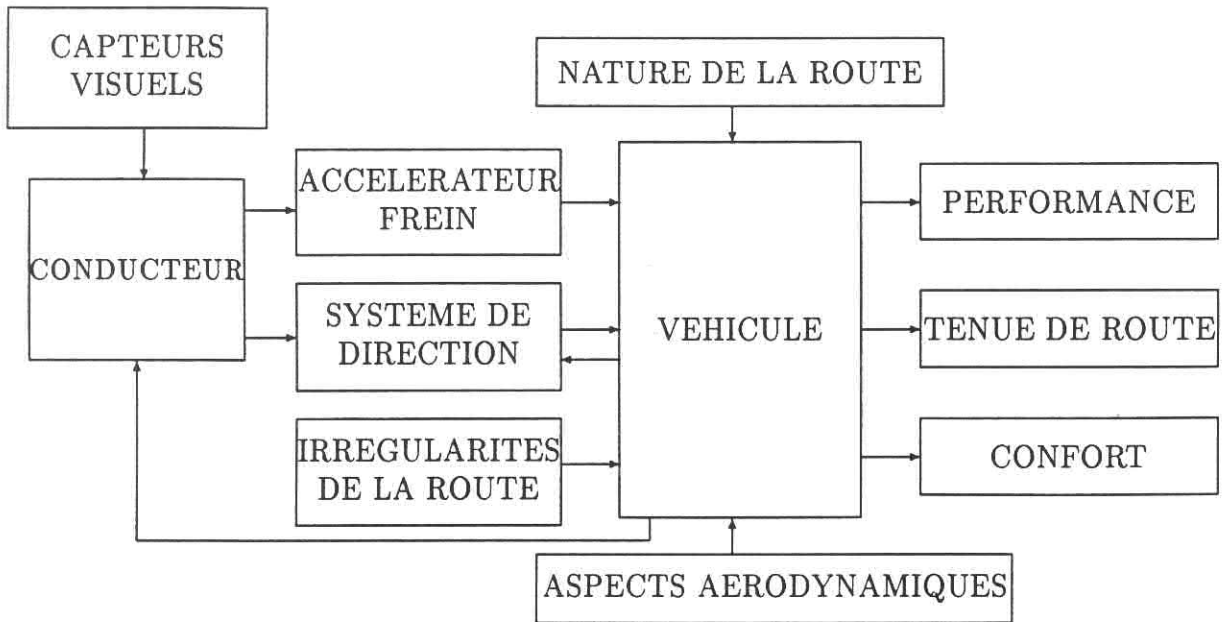 CAPTEURS
VISUELS
NATURE DE LA ROUTE
ACCELERATEUR
FREIN
PERFORMANCE
CONDUCTEUR
SYSTEME DE
DIRECTION
VEHICULE
TENUE DE ROUTE
IRREGULARITES
DE LA ROUTE
CONFORT
ASPECTS AERODYNAMIQUES